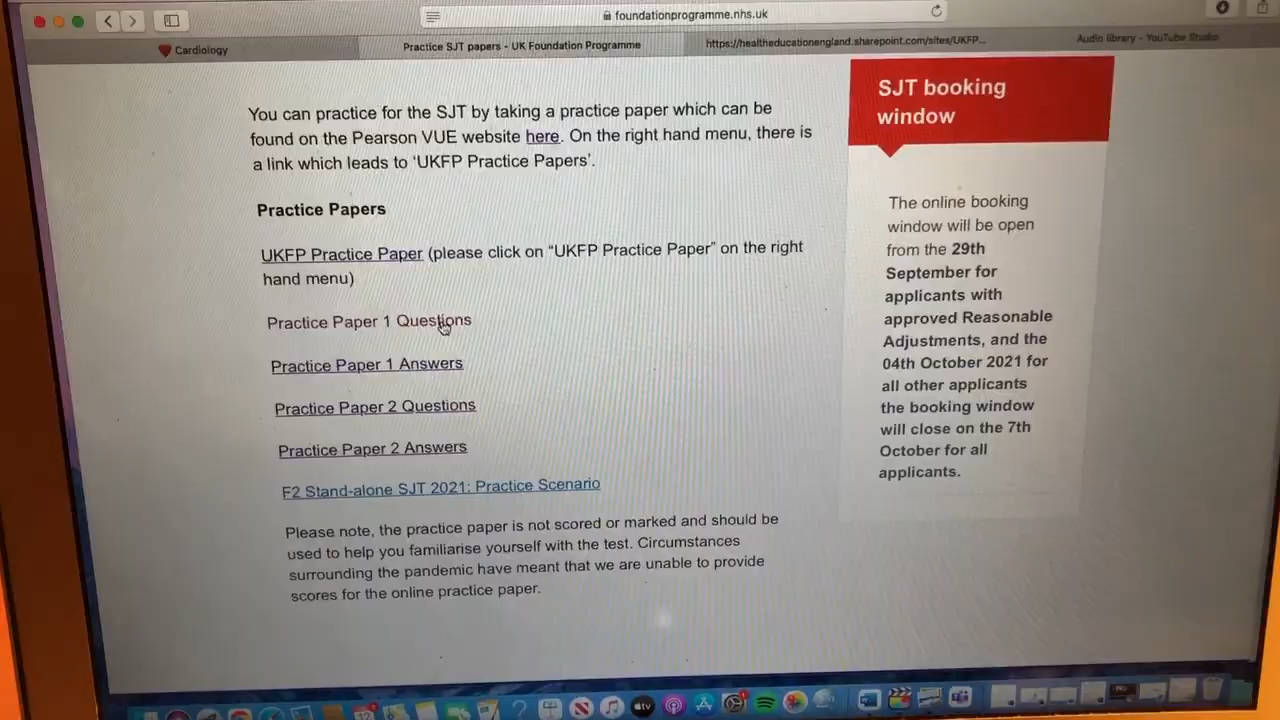 foundationprogramme.nhs.uk
Cardiology
Practice SJT papers - UK Foundation Programme
https://healtheducationengland.sharepoint.com/sites/UKFP...
Audio library - YouTube Studio
You can practice for the SJT by taking a practice paper which can be
found on the Pearson VUE website here. On the right hand menu, there is
a link which leads to ‘UKFP Practice Papers’.
Practice Papers
UKFP Practice Paper (please click on “UKFP Practice Paper” on the right
hand menu)
Practice Paper 1 Questions
Practice Paper 1 Answers
Practice Paper 2 Questions
Practice Paper 2 Answers
F2 Stand-alone SJT 2021: Practice Scenario
Please note, the practice paper is not scored or marked and should be
used to help you familiarise yourself with the test. Circumstances
surrounding the pandemic have meant that we are unable to provide
scores for the online practice paper.
SJT booking
window
The online booking
window will be open
from the 29th
September for
applicants with
approved Reasonable
Adjustments, and the
04th October 2021 for
all other applicants
the booking window
will close on the 7th
October for all
applicants.